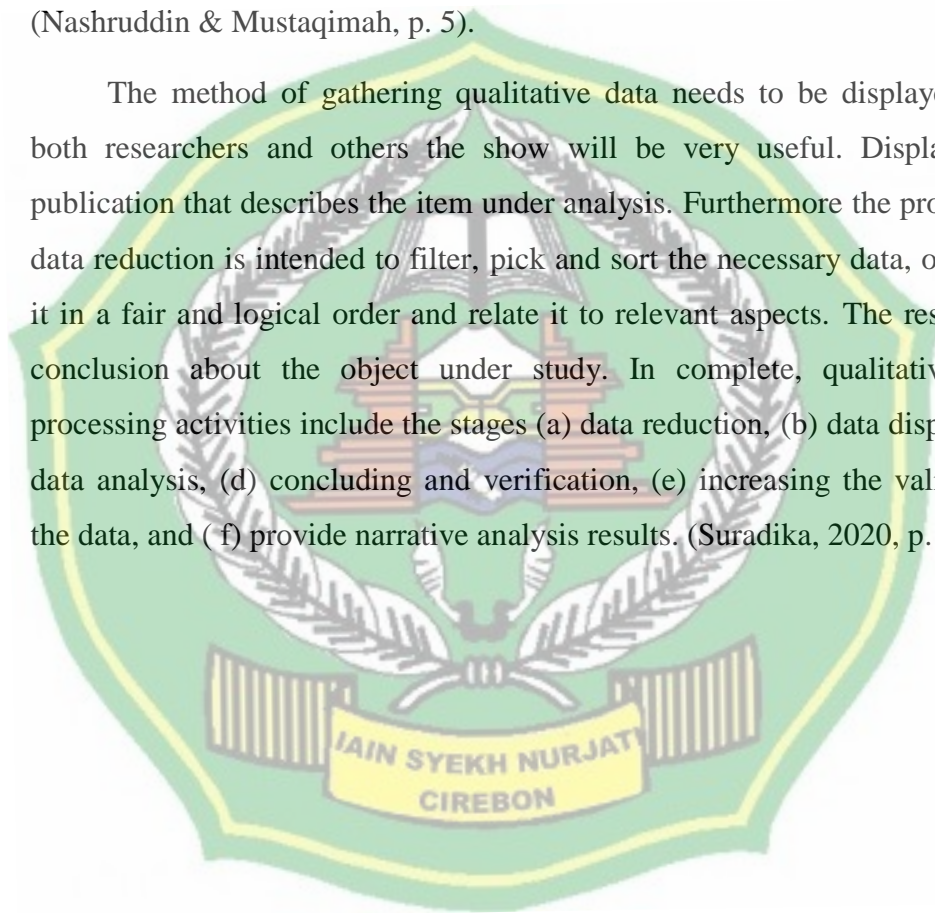 (Nashruddin & Mustaqimah, p. 5).
The method of gathering qualitative data needs to be displaye
both researchers and others the show will be very useful. Displa
publication that describes the item under analysis. Furthermore the pro
data reduction is intended to filter, pick and sort the necessary data, o
it in a fair and logical order and relate it to relevant aspects. The res
conclusion about the object under study. In complete, qualitativ
processing activities include the stages (a) data reduction, (b) data disp
data analysis, (d) concluding and verification, (e) increasing the val
the data, and ( f) provide narrative analysis results. (Suradika, 2020, p.
IAIN SYEKH NURJATI
CIREBON